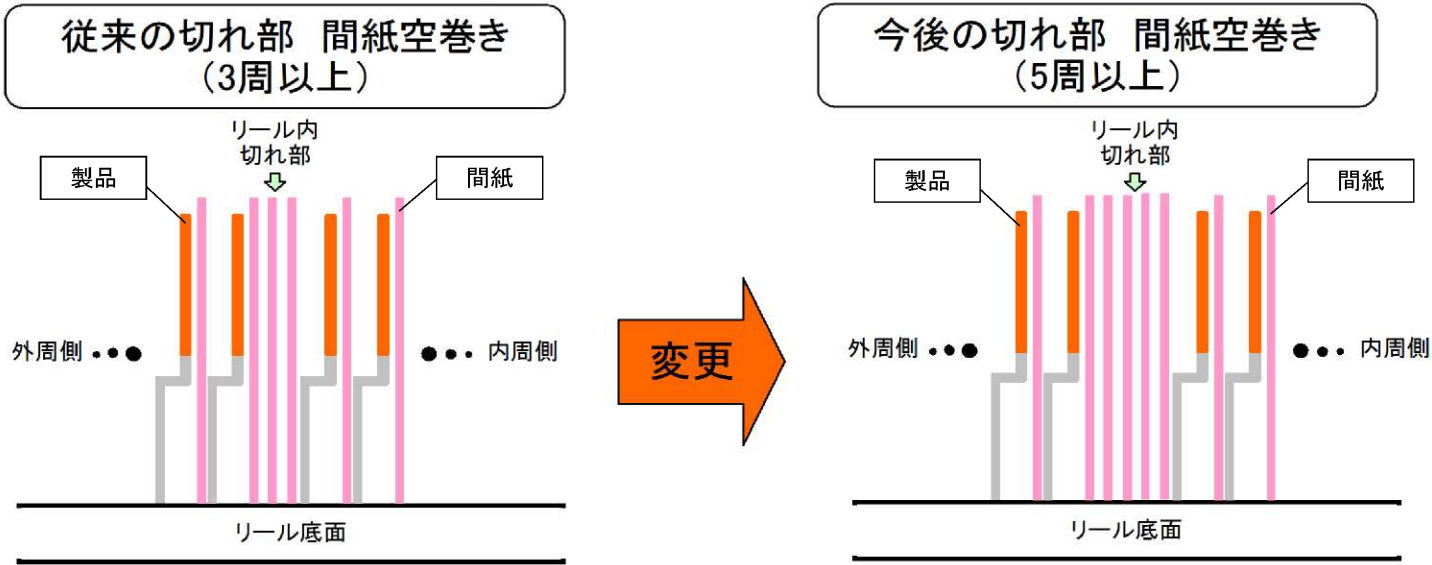 従来の切れ部 間紙空巻き
(3周以上)
リール内
切れ部
製品
間紙
外周側
内周側
リール底面
変更
今後の切れ部 間紙空巻き
(5周以上)
リール内
切れ部
製品
間紙
外周側
内周側
リール底面